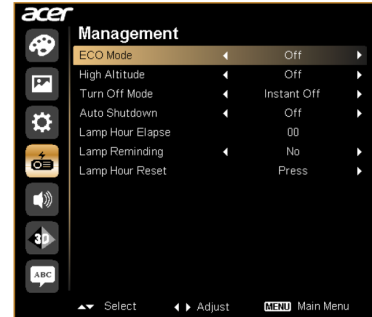 acer
Management
ECO Mode Off
High Altitude Off
Turn Off Mode Instant Off
Auto Shutdown Off
Lamp Hour Elapse 00
Lamp Reminding No
Lamp Hour Reset Press
3D
ABC
Select Adjust MENU Main Menu